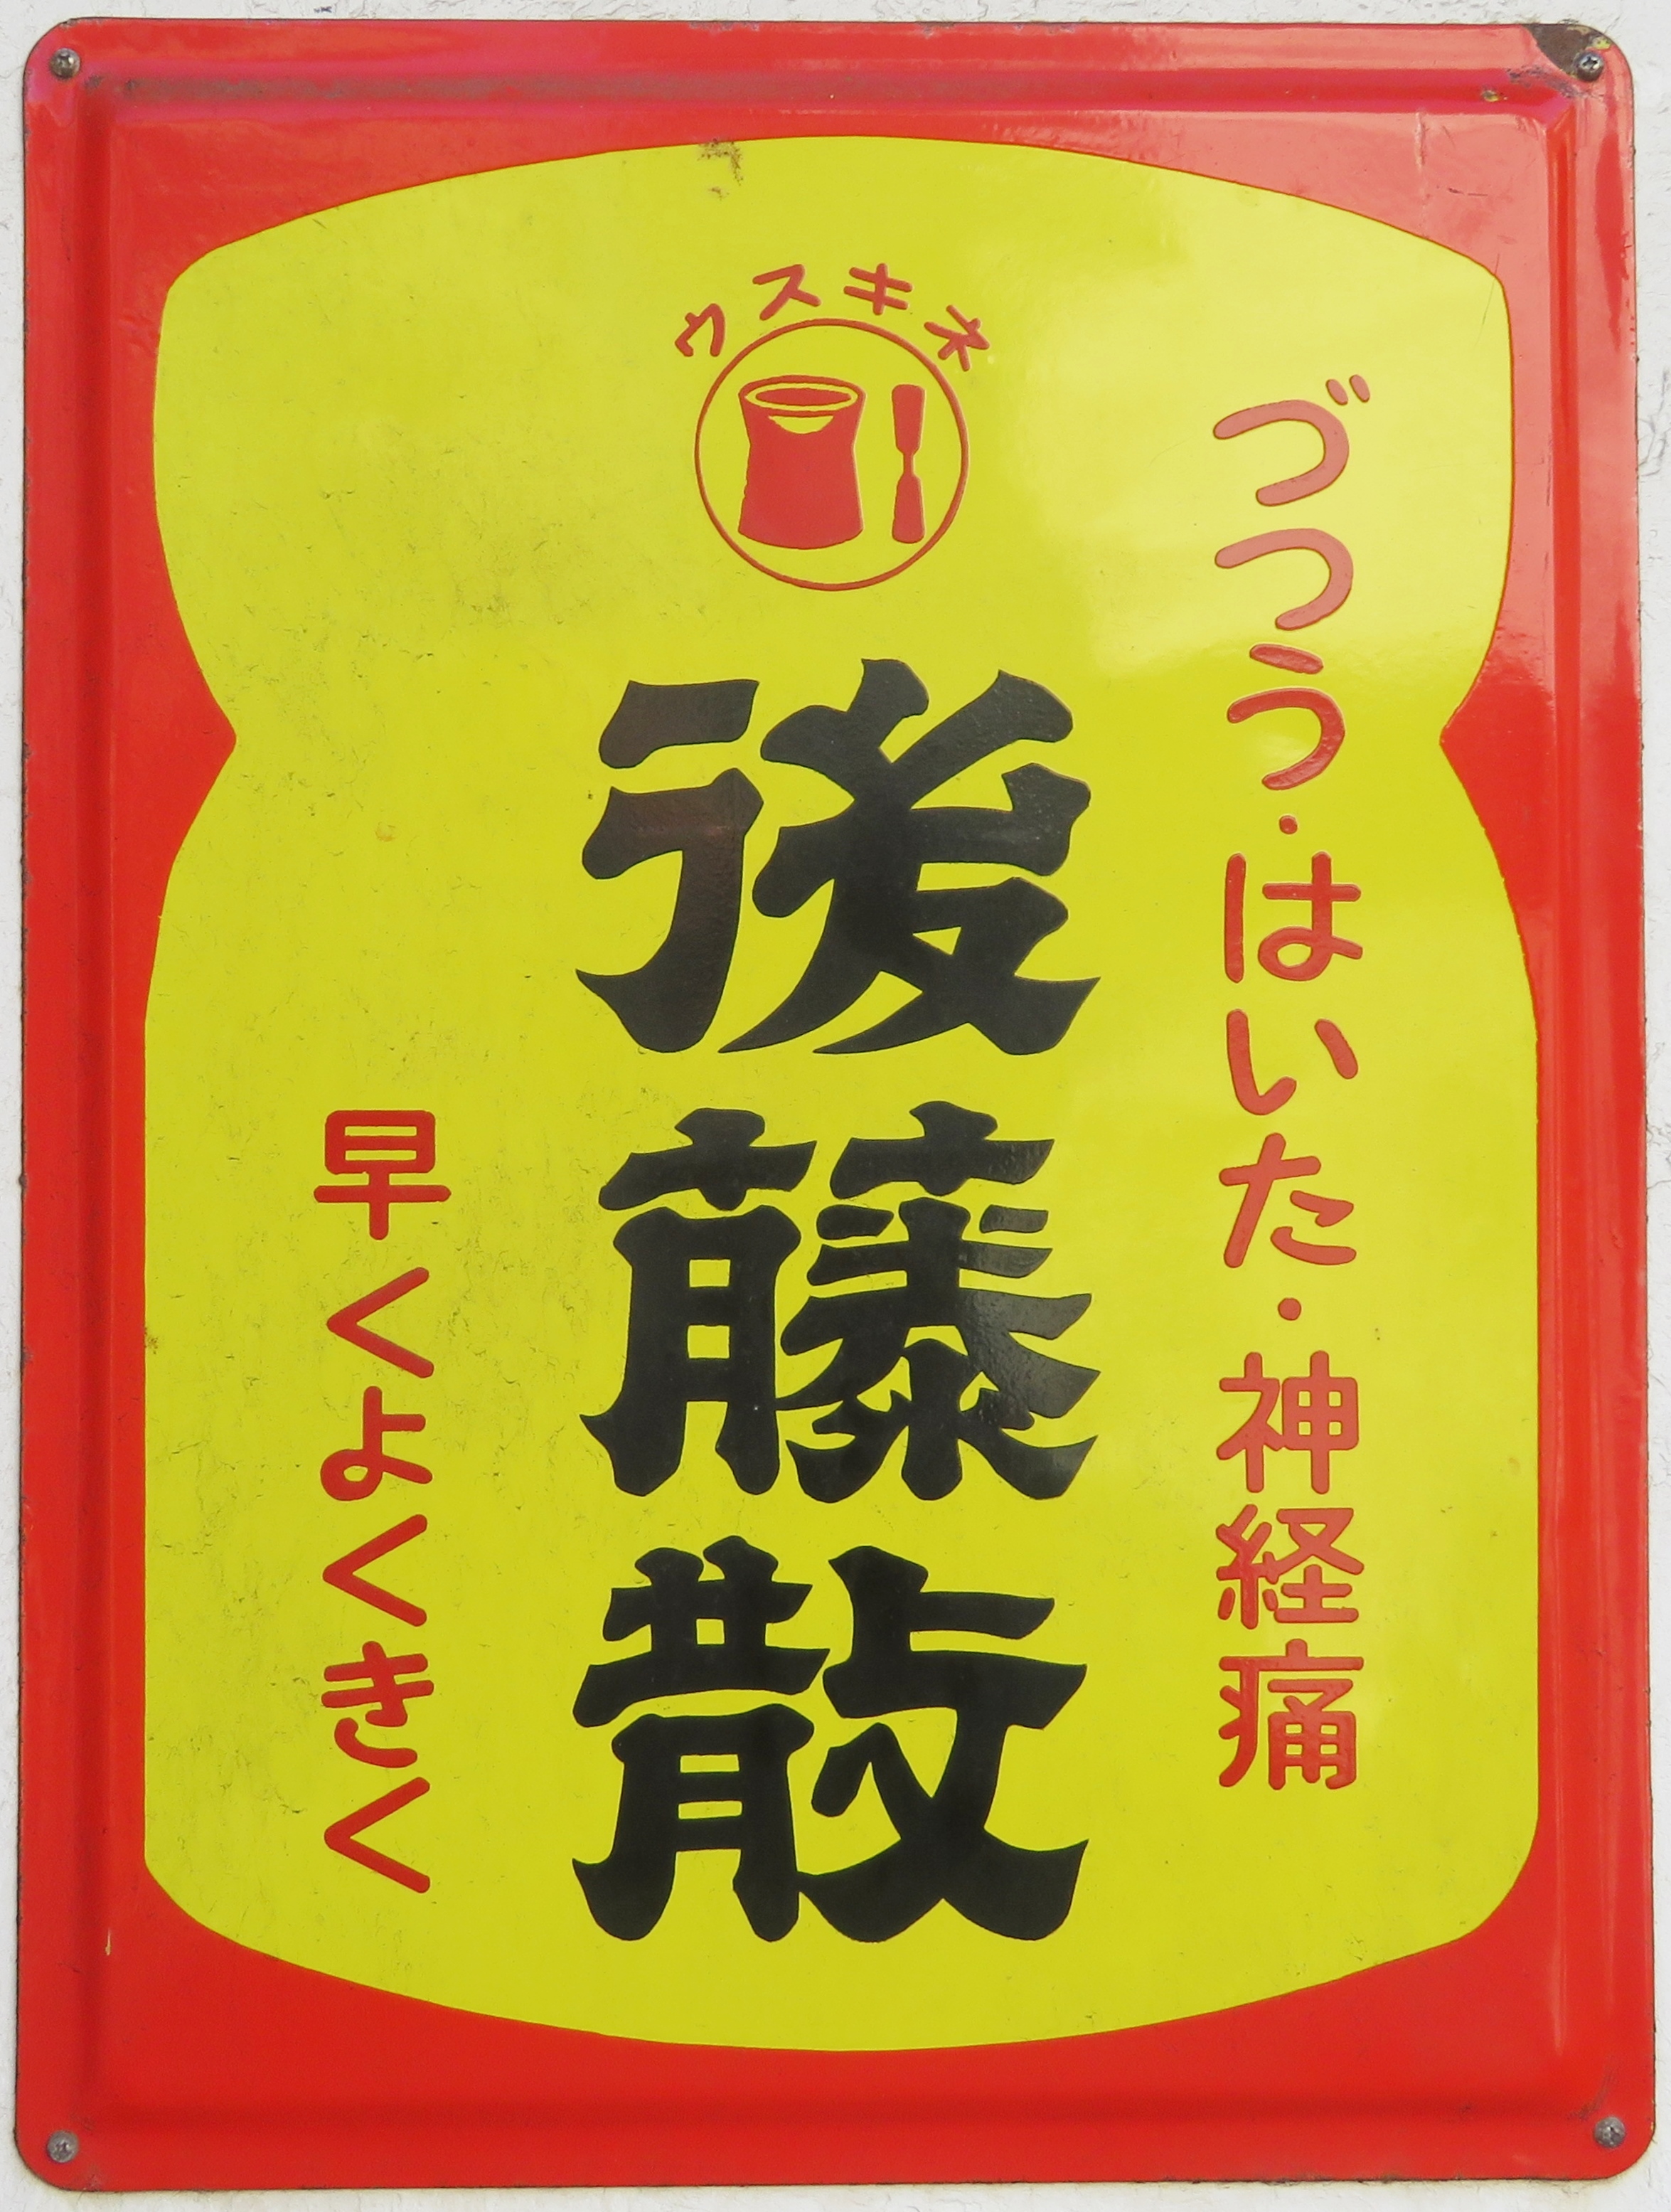 ウスキネ
づつう・はいた・神経痛
後藤散
早くよくきく